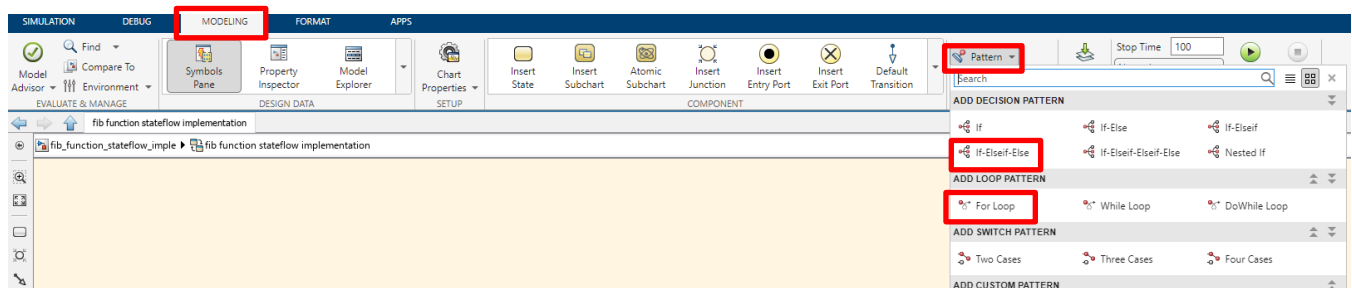 SIMULATION DEBUG MODELING FORMAT APPS
Find
Compare To
Environment
Model Advisor
Symbols Pane
Property Inspector
Model Explorer
Chart Properties
Insert State
Insert Subchart
Atomic Subchart
Insert Junction
Insert Entry Port
Insert Exit Port
Default Transition
Pattern
Stop Time 100
EVALUATE & MANAGE DESIGN DATA SETUP COMPONENT
Search
ADD DECISION PATTERN
If If-Else If-Elseif
If-Elseif-Else If-Elseif-Elseif-Else Nested If
ADD LOOP PATTERN
For Loop While Loop DoWhile Loop
ADD SWITCH PATTERN
Two Cases Three Cases Four Cases
ADD CUSTOM PATTERN
fib function stateflow implementation
fib_function_stateflow_imple fib function stateflow implementation